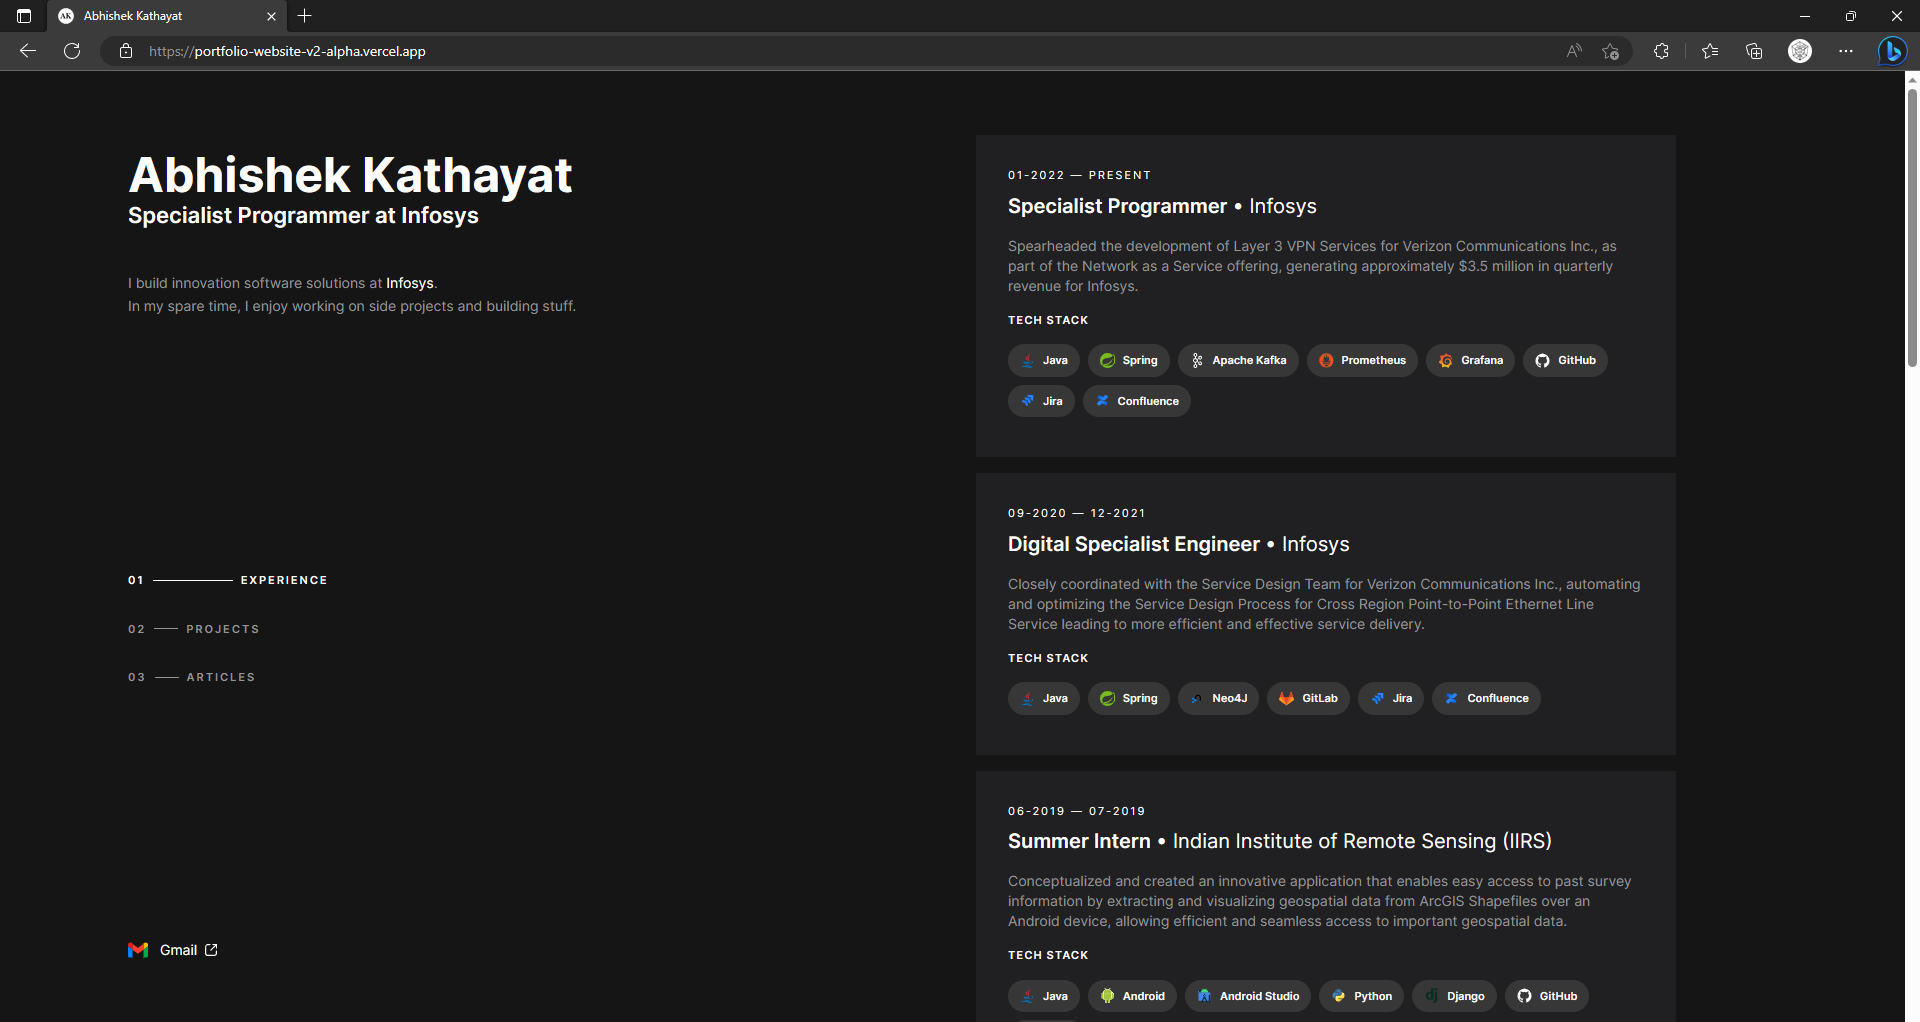 AK
Abhishek Kathayat
https://portfolio-website-v2-alpha.vercel.app
Abhishek Kathayat
Specialist Programmer at Infosys
I build innovation software solutions at Infosys.
In my spare time, I enjoy working on side projects and building stuff.
01 EXPERIENCE
02 PROJECTS
03 ARTICLES
Gmail
01-2022 — PRESENT
Specialist Programmer • Infosys
Spearheaded the development of Layer 3 VPN Services for Verizon Communications Inc., as
part of the Network as a Service offering, generating approximately $3.5 million in quarterly
revenue for Infosys.
TECH STACK
Java Spring Apache Kafka Prometheus Grafana GitHub
Jira Confluence
09-2020 — 12-2021
Digital Specialist Engineer • Infosys
Closely coordinated with the Service Design Team for Verizon Communications Inc., automating
and optimizing the Service Design Process for Cross Region Point-to-Point Ethernet Line
Service leading to more efficient and effective service delivery.
TECH STACK
Java Spring Neo4J GitLab Jira Confluence
06-2019 — 07-2019
Summer Intern • Indian Institute of Remote Sensing (IIRS)
Conceptualized and created an innovative application that enables easy access to past survey
information by extracting and visualizing geospatial data from ArcGIS Shapefiles over an
Android device, allowing efficient and seamless access to important geospatial data.
TECH STACK
Java Android Android Studio Python dj Django GitHub